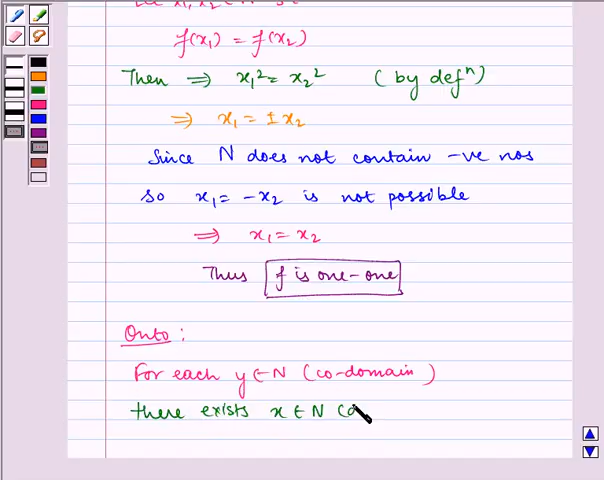 f(x₁) = f(x₂)
Then ⇒ x₁² = x₂² (by defⁿ)
⇒ x₁ = ± x₂
Since N does not contain -ve nos
so x₁ = -x₂ is not possible
⇒ x₁ = x₂
Thus f is one-one
Onto :
For each y ∈ N (co-domain)
there exists x ∈ N (